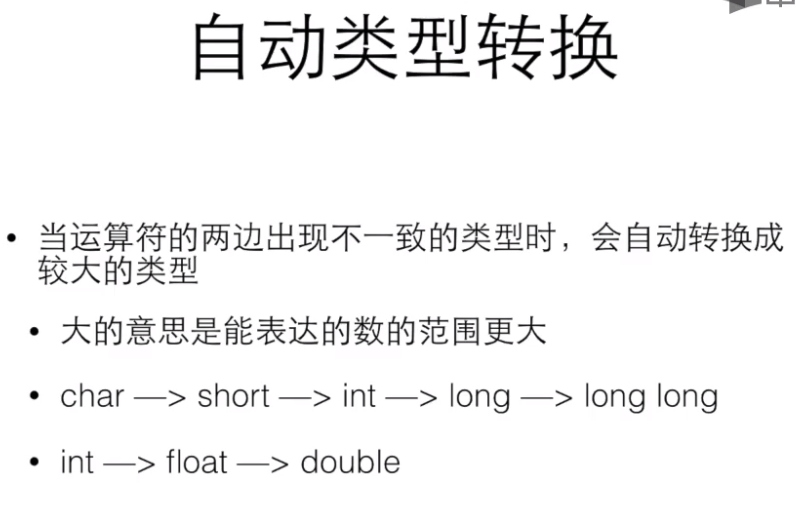 自动类型转换
• 当运算符的两边出现不一致的类型时，会自动转换成
较大的类型
• 大的意思是能表达的数的范围更大
• char —> short —> int —> long —> long long
• int —> float —> double